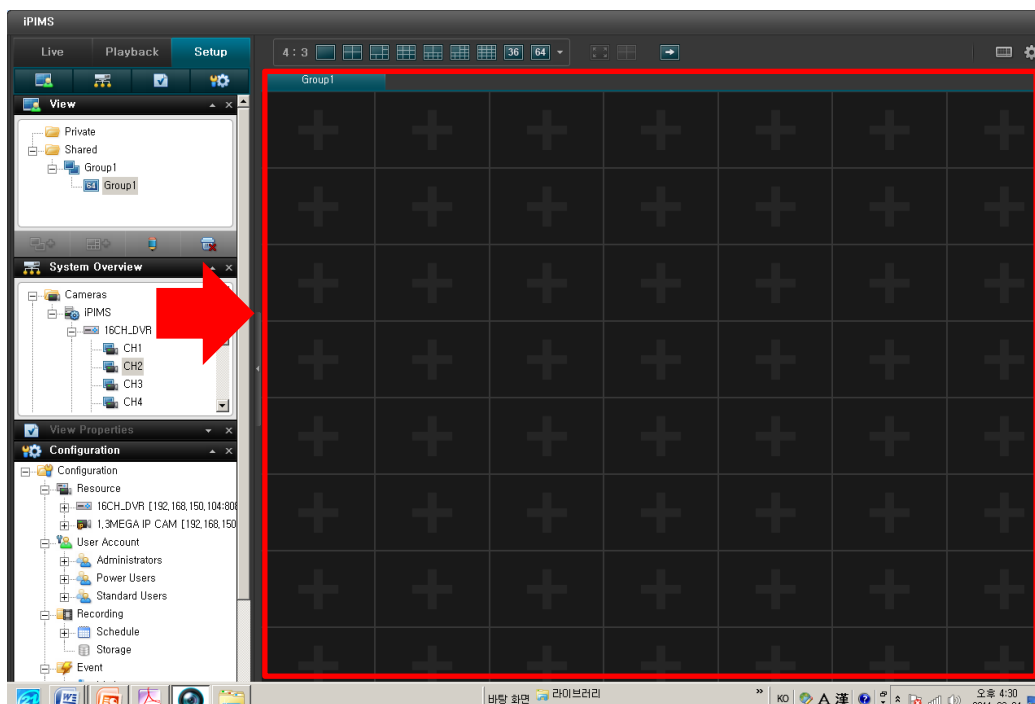 iPIMS
Live Playback Setup
4 : 3 36 64
Group1
View
Private
Shared
Group1
64 Group1
System Overview
Cameras
iPIMS
16CH_DVR
CH1
CH2
CH3
CH4
View Properties
Configuration
Configuration
Resource
16CH_DVR [192,168,150,104:80
1,3MEGA IP CAM [192,168,150
User Account
Administrators
Power Users
Standard Users
Recording
Schedule
Storage
Event
바탕 화면 라이브러리 » KO A 漢 오후 4:30